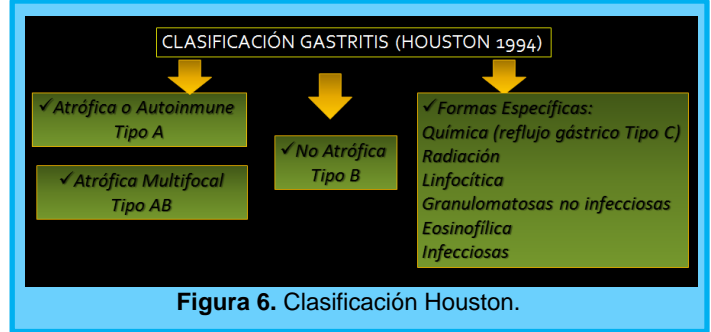 CLASIFICACIÓN GASTRITIS (HOUSTON 1994)
✓Atrófica o Autoinmune
Tipo A
✓Atrófica Multifocal
Tipo AB
✓No Atrófica
Tipo B
✓Formas Específicas:
Química (reflujo gástrico Tipo C)
Radiación
Linfocítica
Granulomatosas no infecciosas
Eosinofílica
Infecciosas
Figura 6. Clasificación Houston.